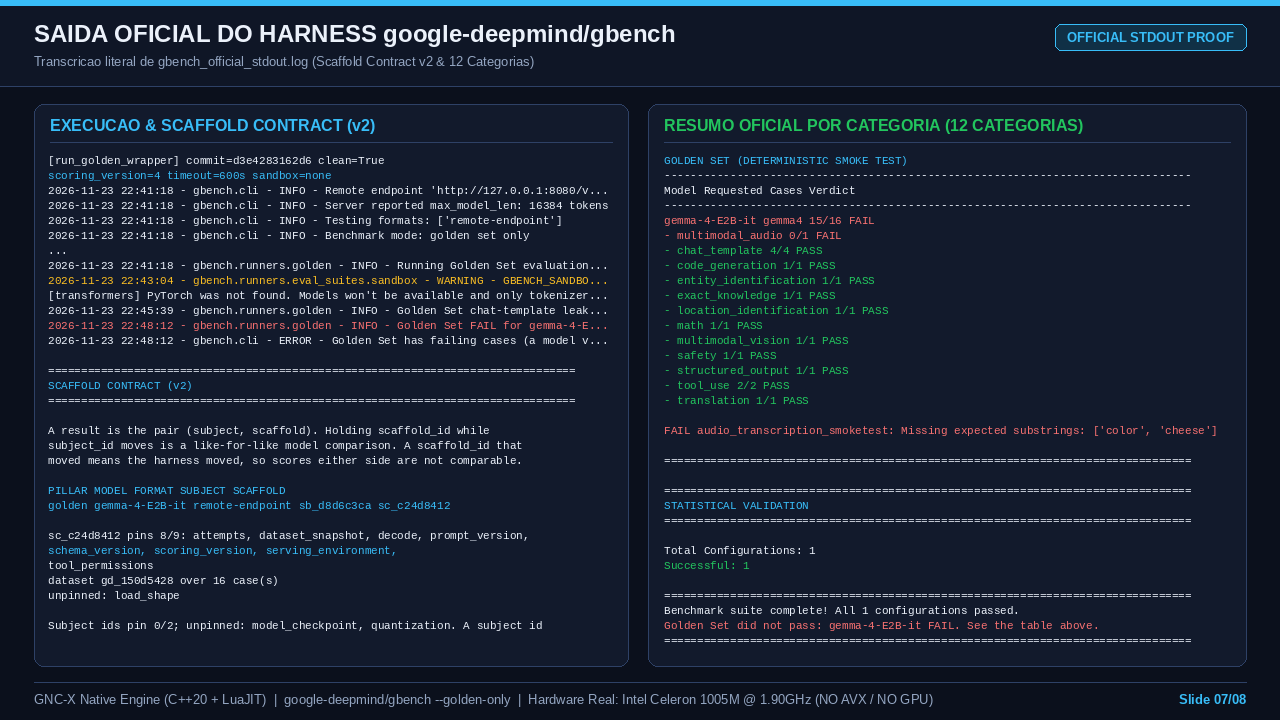 SAIDA OFICIAL DO HARNESS google-deepmind/gbench
OFFICIAL STDOUT PROOF
Transcricao literal de gbench_official_stdout.log (Scaffold Contract v2 & 12 Categorias)
EXECUCAO & SCAFFOLD CONTRACT (v2)
[run_golden_wrapper] commit=d3e4283162d6 clean=True
scoring_version=4 timeout=600s sandbox=none
2026-11-23 22:41:18 - gbench.cli - INFO - Remote endpoint 'http://127.0.0.1:8080/v...
2026-11-23 22:41:18 - gbench.cli - INFO - Server reported max_model_len: 16384 tokens
2026-11-23 22:41:18 - gbench.cli - INFO - Testing formats: ['remote-endpoint']
2026-11-23 22:41:18 - gbench.cli - INFO - Benchmark mode: golden set only
...
2026-11-23 22:41:18 - gbench.runners.golden - INFO - Running Golden Set evaluation...
2026-11-23 22:43:04 - gbench.runners.eval_suites.sandbox - WARNING - GBENCH_SANDBO...
[transformers] PyTorch was not found. Models won't be available and only tokenizer...
2026-11-23 22:45:39 - gbench.runners.golden - INFO - Golden Set chat-template leak...
2026-11-23 22:48:12 - gbench.runners.golden - INFO - Golden Set FAIL for gemma-4-E...
2026-11-23 22:48:12 - gbench.cli - ERROR - Golden Set has failing cases (a model v...
================================================================================
SCAFFOLD CONTRACT (v2)
================================================================================
A result is the pair (subject, scaffold). Holding scaffold_id while
subject_id moves is a like-for-like model comparison. A scaffold_id that
moved means the harness moved, so scores either side are not comparable.
PILLAR MODEL FORMAT SUBJECT SCAFFOLD
golden gemma-4-E2B-it remote-endpoint sb_d8d6c3ca sc_c24d8412
sc_c24d8412 pins 8/9: attempts, dataset_snapshot, decode, prompt_version,
schema_version, scoring_version, serving_environment,
tool_permissions
dataset gd_150d5428 over 16 case(s)
unpinned: load_shape
Subject ids pin 0/2; unpinned: model_checkpoint, quantization. A subject id
RESUMO OFICIAL POR CATEGORIA (12 CATEGORIAS)
GOLDEN SET (DETERMINISTIC SMOKE TEST)
--------------------------------------------------------------------------------
Model Requested Cases Verdict
--------------------------------------------------------------------------------
gemma-4-E2B-it gemma4 15/16 FAIL
- multimodal_audio 0/1 FAIL
- chat_template 4/4 PASS
- code_generation 1/1 PASS
- entity_identification 1/1 PASS
- exact_knowledge 1/1 PASS
- location_identification 1/1 PASS
- math 1/1 PASS
- multimodal_vision 1/1 PASS
- safety 1/1 PASS
- structured_output 1/1 PASS
- tool_use 2/2 PASS
- translation 1/1 PASS
FAIL audio_transcription_smoketest: Missing expected substrings: ['color', 'cheese']
================================================================================
================================================================================
STATISTICAL VALIDATION
================================================================================
Total Configurations: 1
Successful: 1
================================================================================
Benchmark suite complete! All 1 configurations passed.
Golden Set did not pass: gemma-4-E2B-it FAIL. See the table above.
================================================================================
GNC-X Native Engine (C++20 + LuaJIT) | google-deepmind/gbench --golden-only | Hardware Real: Intel Celeron 1005M @ 1.90GHz (NO AVX / NO GPU)
Slide 07/08